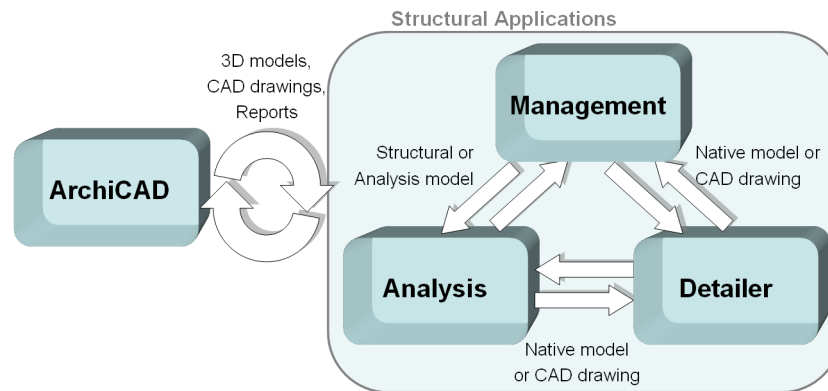 Structural Applications
3D models,
CAD drawings,
Reports
Management
ArchiCAD
Structural or
Analysis model
Native model or
CAD drawing
Analysis
Detailer
Native model
or CAD drawing